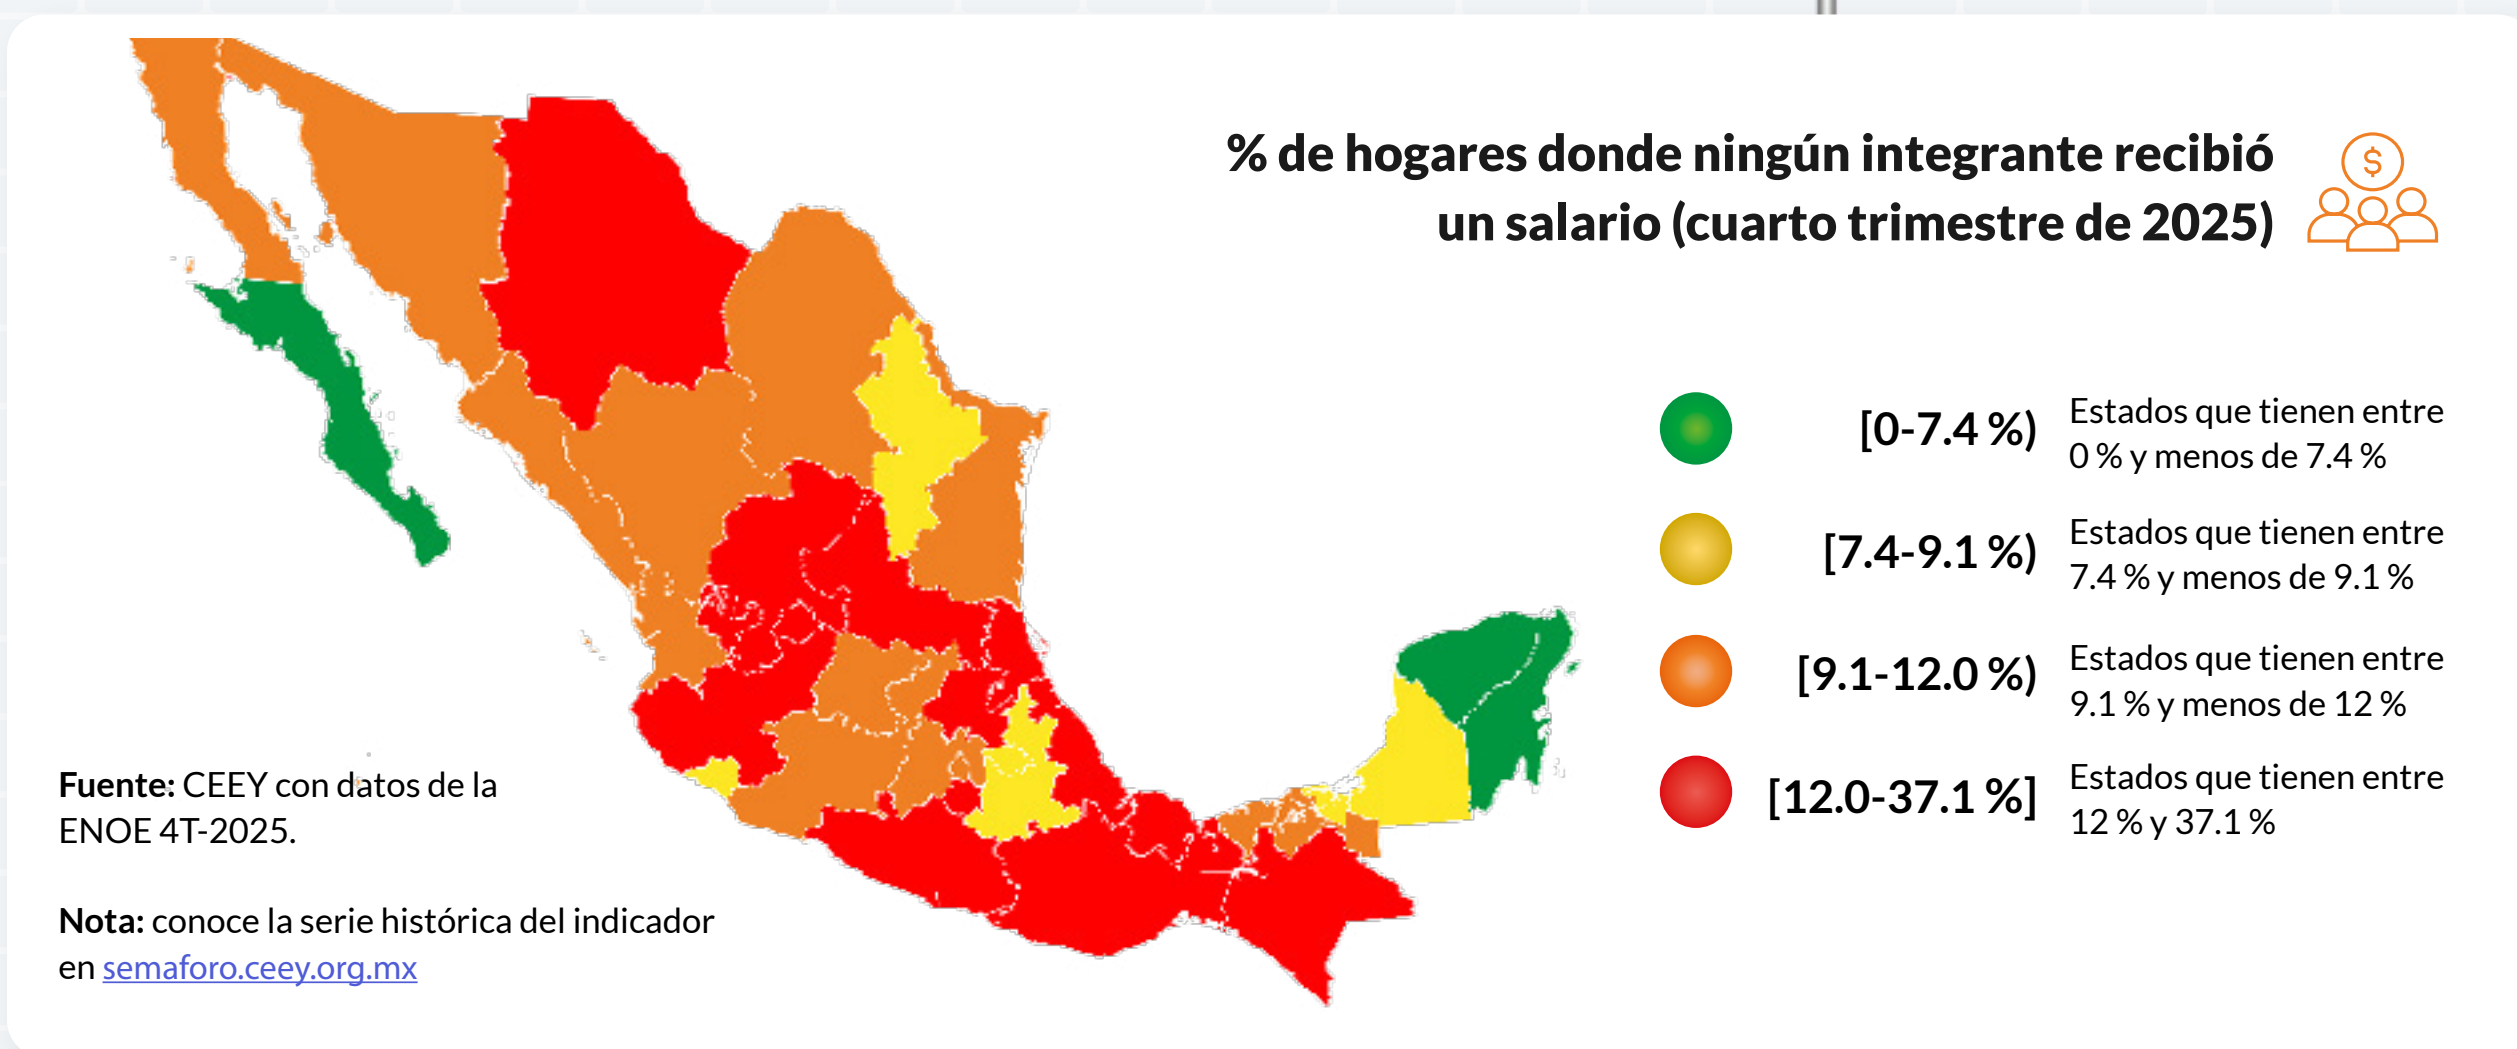 % de hogares donde ningún integrante recibió
un salario (cuarto trimestre de 2025)
$
[0-7.4 %)
Estados que tienen entre
0 % y menos de 7.4 %
[7.4-9.1 %)
Estados que tienen entre
7.4 % y menos de 9.1 %
[9.1-12.0 %)
Estados que tienen entre
9.1 % y menos de 12 %
[12.0-37.1 %]
Estados que tienen entre
12 % y 37.1 %
Fuente: CEEY con datos de la
ENOE 4T-2025.
Nota: conoce la serie histórica del indicador
en semaforo.ceey.org.mx